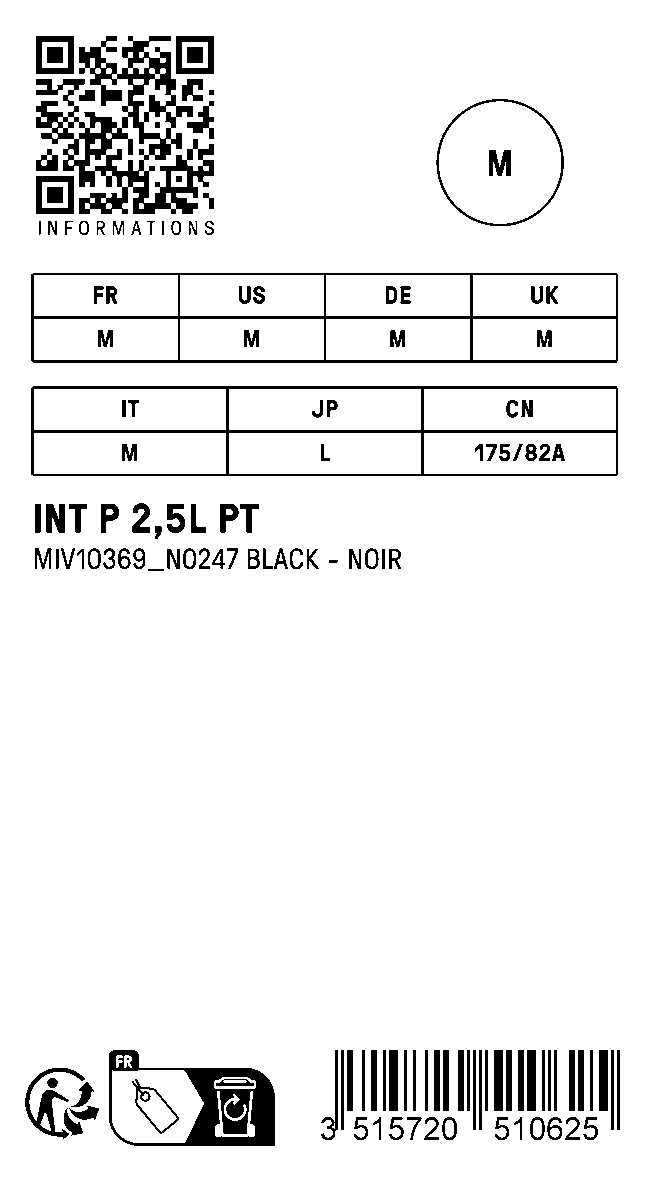 INFORMATIONS
M
FR US DE UK
M M M M
IT JP CN
M L 175/82A
INT P 2,5L PT
MIV10369_N0247 BLACK - NOIR
FR
3 515720 510625